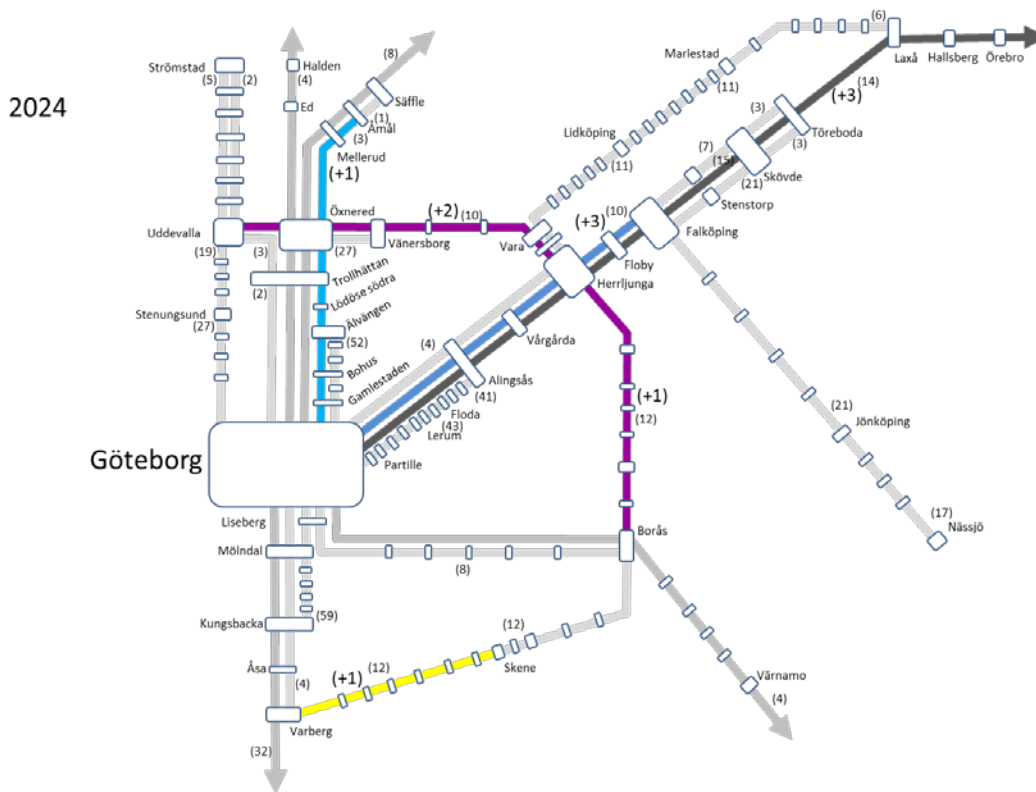 2024
Strömstad
(5)
(2)
Halden
(4)
Ed
(8)
Säffle
(1)
Åmål
(3)
Mellerud
(+1)
(6)
Laxå
Hallsberg
Örebro
Marlestad
(11)
(14)
(+3)
(3)
Töreboda
(3)
Lidköping
(11)
(7)
(15)
Skövde
(21)
Stenstorp
Öxnered
Uddevalla
(19)
(3)
(27)
Vänersborg
(+2)
(10)
Vara
(+3)
(10)
Floby
Falköping
Herrljunga
(2)
Trollhättan
Lödöse södra
Stenungsund
(27)
Älvängen
(52)
Bohus
Gamlestaden
(4)
Vårgårda
Alingsås
(41)
Floda
(43)
Lerum
Partille
(+1)
(12)
(21)
Jönköping
Göteborg
Liseberg
Mölndal
(8)
Borås
(17)
Nässjö
(59)
Kungsbacka
(12)
Skene
Åsa
(4)
(+1)
(12)
Varberg
(32)
Värnamo
(4)